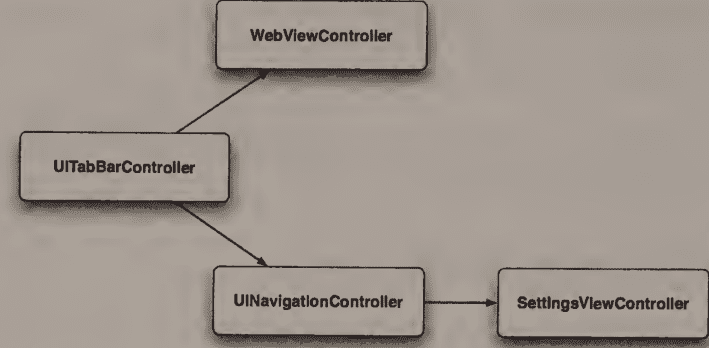 WebViewController
UITabBarController
UINavigationController
SettingsViewController